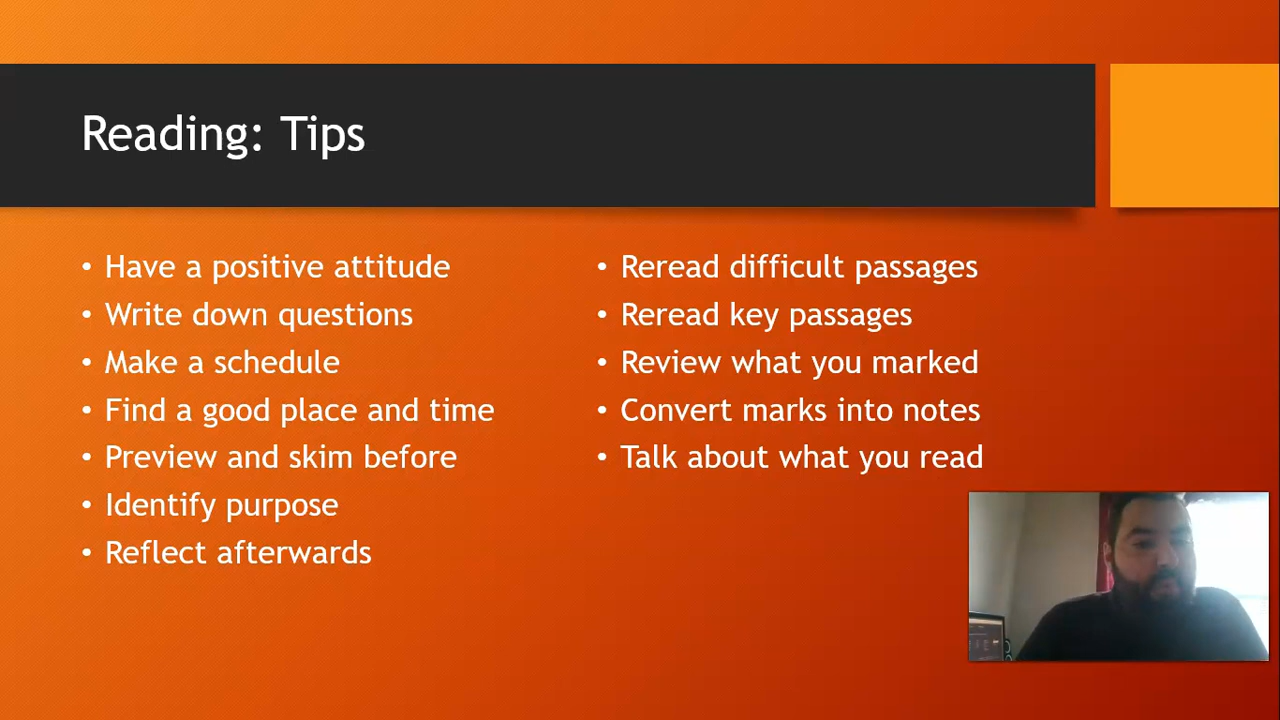 Reading: Tips
• Have a positive attitude
• Write down questions
• Make a schedule
• Find a good place and time
• Preview and skim before
• Identify purpose
• Reflect afterwards
• Reread difficult passages
• Reread key passages
• Review what you marked
• Convert marks into notes
• Talk about what you read